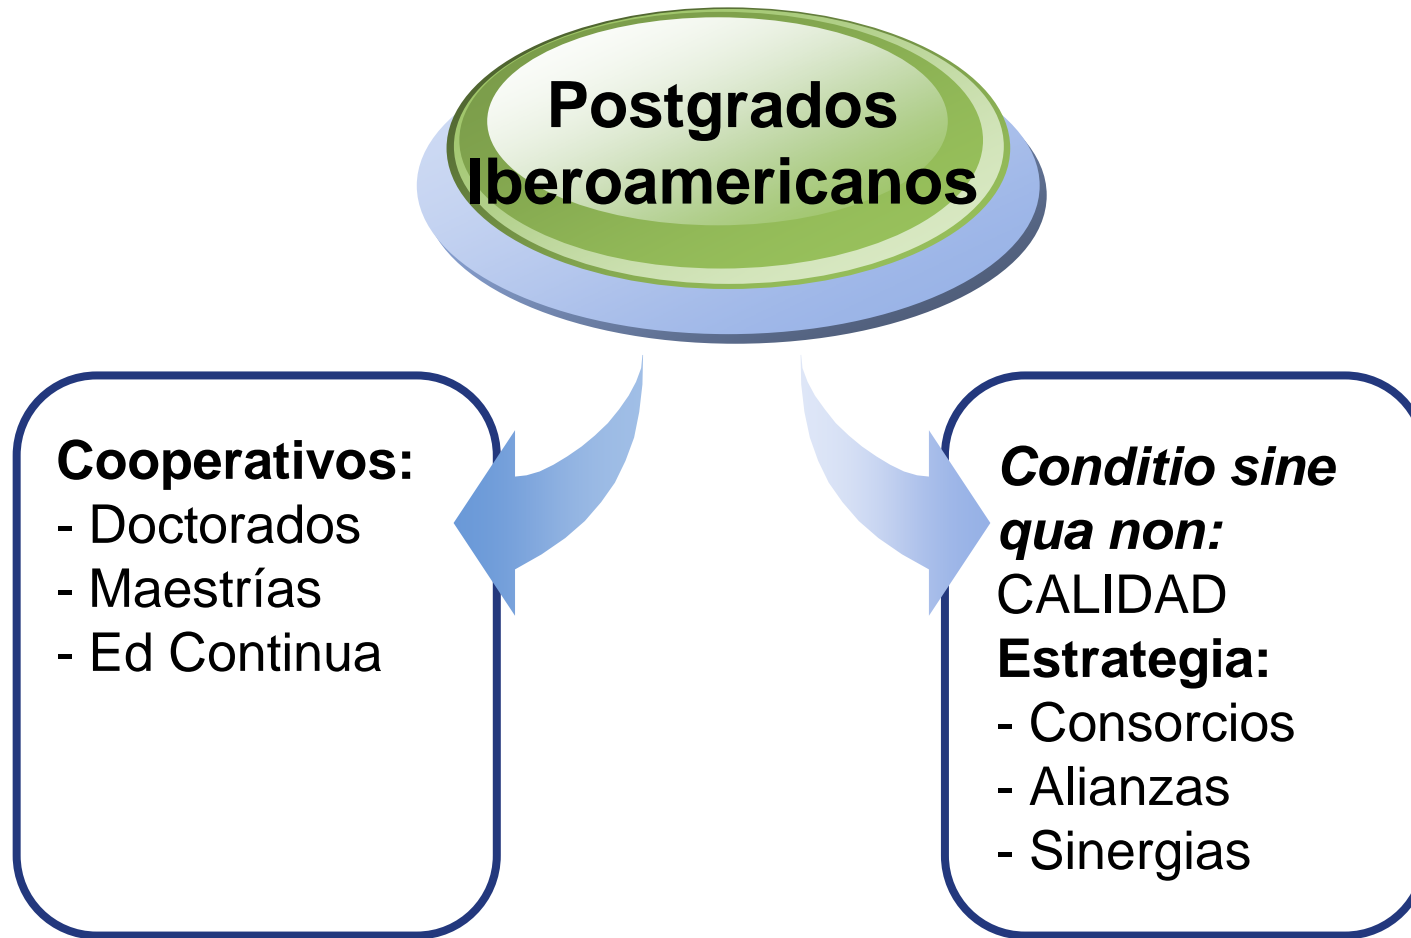 Postgrados
Iberoamericanos
Cooperativos:
- Doctorados
- Maestrías
- Ed Continua
Conditio sine
qua non:
CALIDAD
Estrategia:
- Consorcios
- Alianzas
- Sinergias